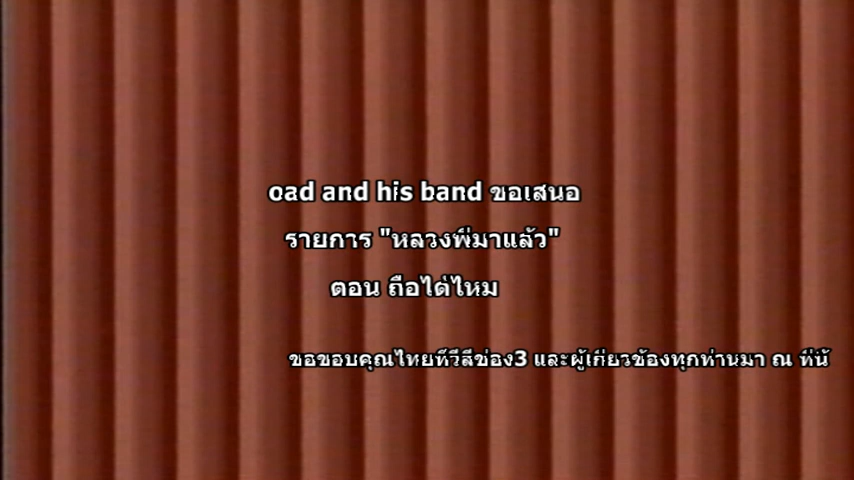 oad and his band ขอเสนอ
รายการ "หลวงพี่มาแล้ว"
ตอน ถือได้ไหม
ขอขอบคุณไทยทีวีสีช่อง3 และผู้เกี่ยวข้องทุกท่านมา ณ ที่นี้